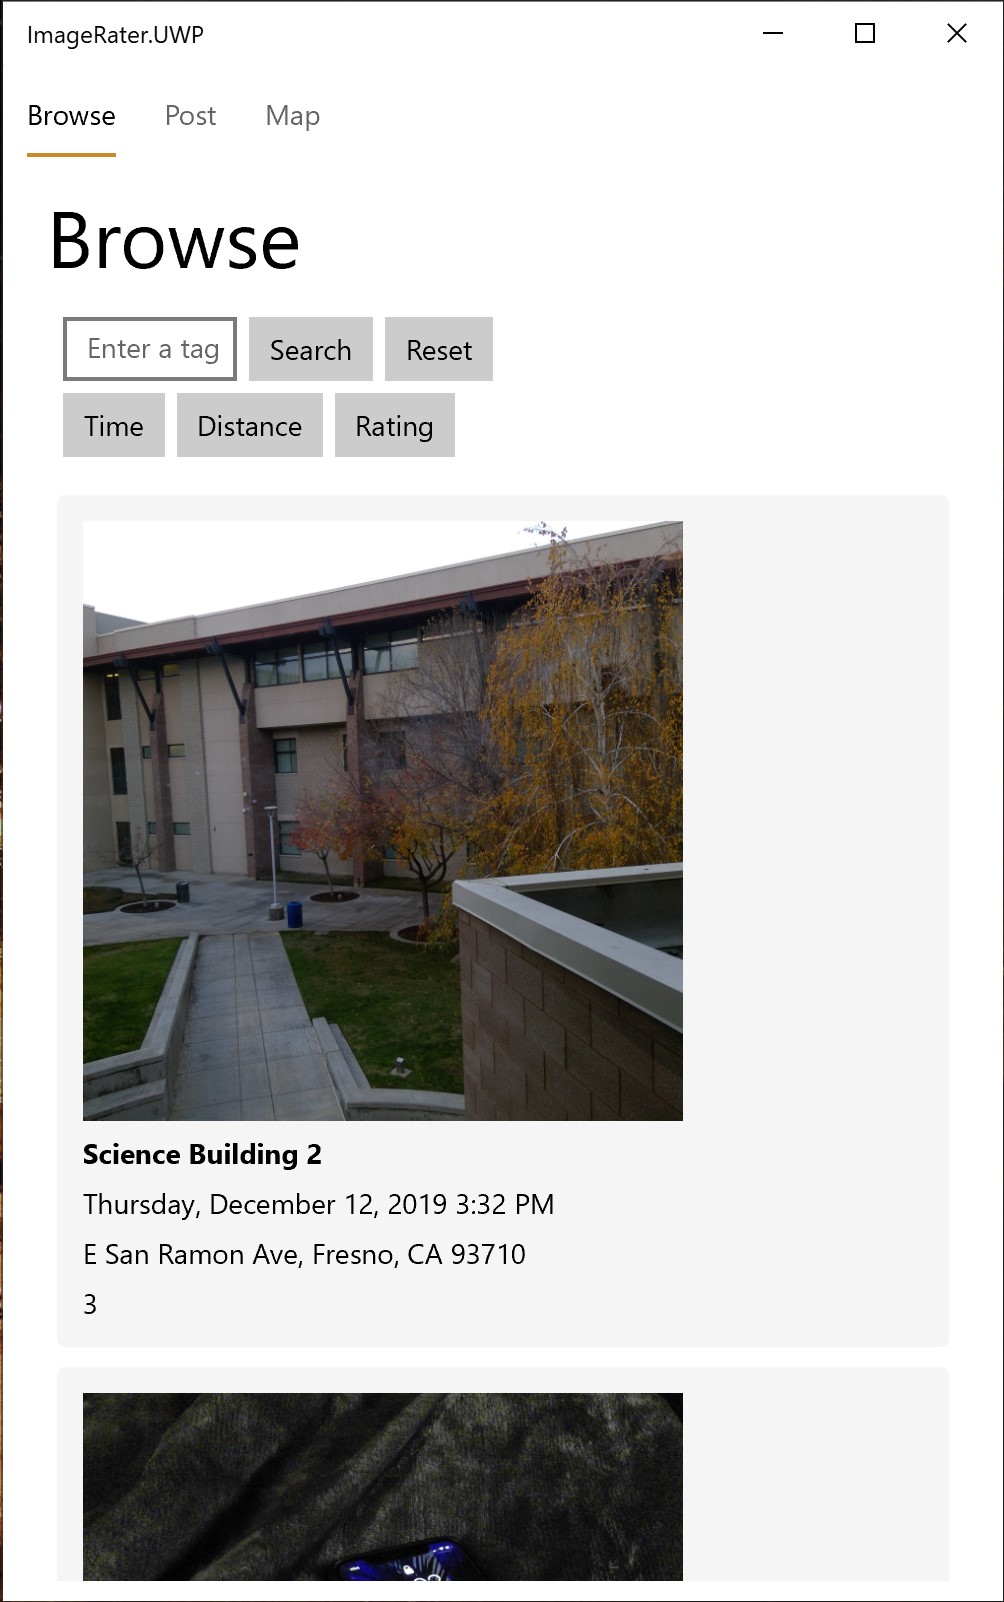 ImageRater.UWP
Browse Post Map
Browse
Enter a tag Search Reset
Time Distance Rating
Science Building 2
Thursday, December 12, 2019 3:32 PM
E San Ramon Ave, Fresno, CA 93710
3